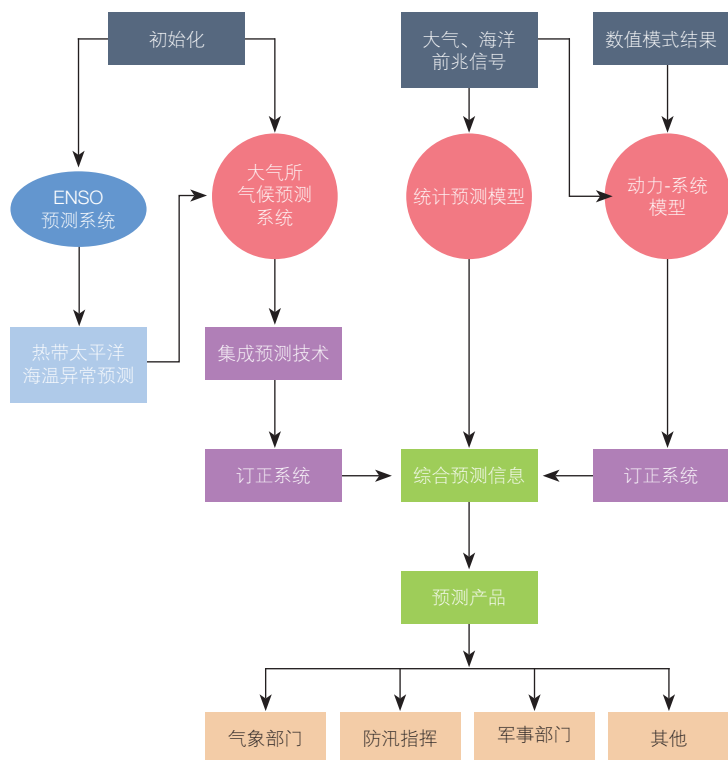 初始化
大气、海洋
前兆信号
数值模式结果
ENSO
预测系统
大气所
气候预测
系统
统计预测模型
动力-系统
模型
热带太平洋
海温异常预测
集成预测技术
订正系统
综合预测信息
订正系统
预测产品
气象部门
防汛指挥
军事部门
其他